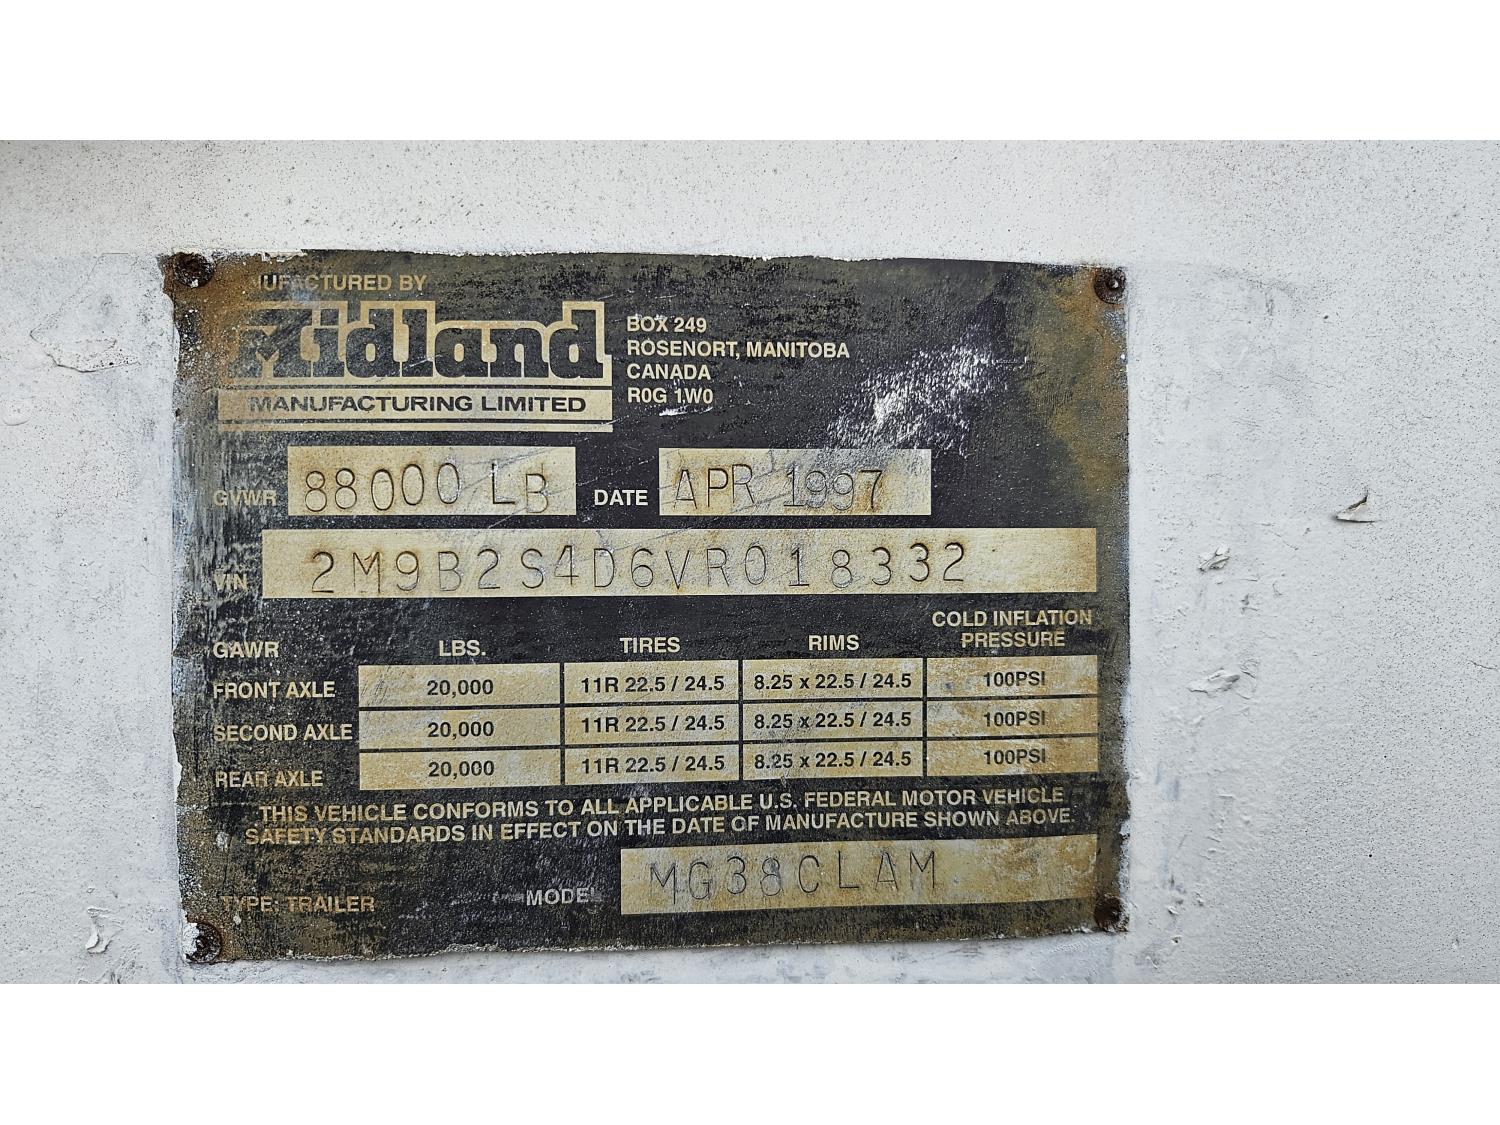 MANUFACTURED BY
Midland
MANUFACTURING LIMITED
BOX 249
ROSENORT, MANITOBA
CANADA
R0G 1W0
GVWR 88000 LB DATE APR 1997
VIN 2M9B2S4D6VR018332
GAWR LBS. TIRES RIMS COLD INFLATION PRESSURE
FRONT AXLE 20,000 11R 22.5 / 24.5 8.25 x 22.5 / 24.5 100PSI
SECOND AXLE 20,000 11R 22.5 / 24.5 8.25 x 22.5 / 24.5 100PSI
REAR AXLE 20,000 11R 22.5 / 24.5 8.25 x 22.5 / 24.5 100PSI
THIS VEHICLE CONFORMS TO ALL APPLICABLE U.S. FEDERAL MOTOR VEHICLE
SAFETY STANDARDS IN EFFECT ON THE DATE OF MANUFACTURE SHOWN ABOVE.
TYPE: TRAILER MODEL MG38CLAM